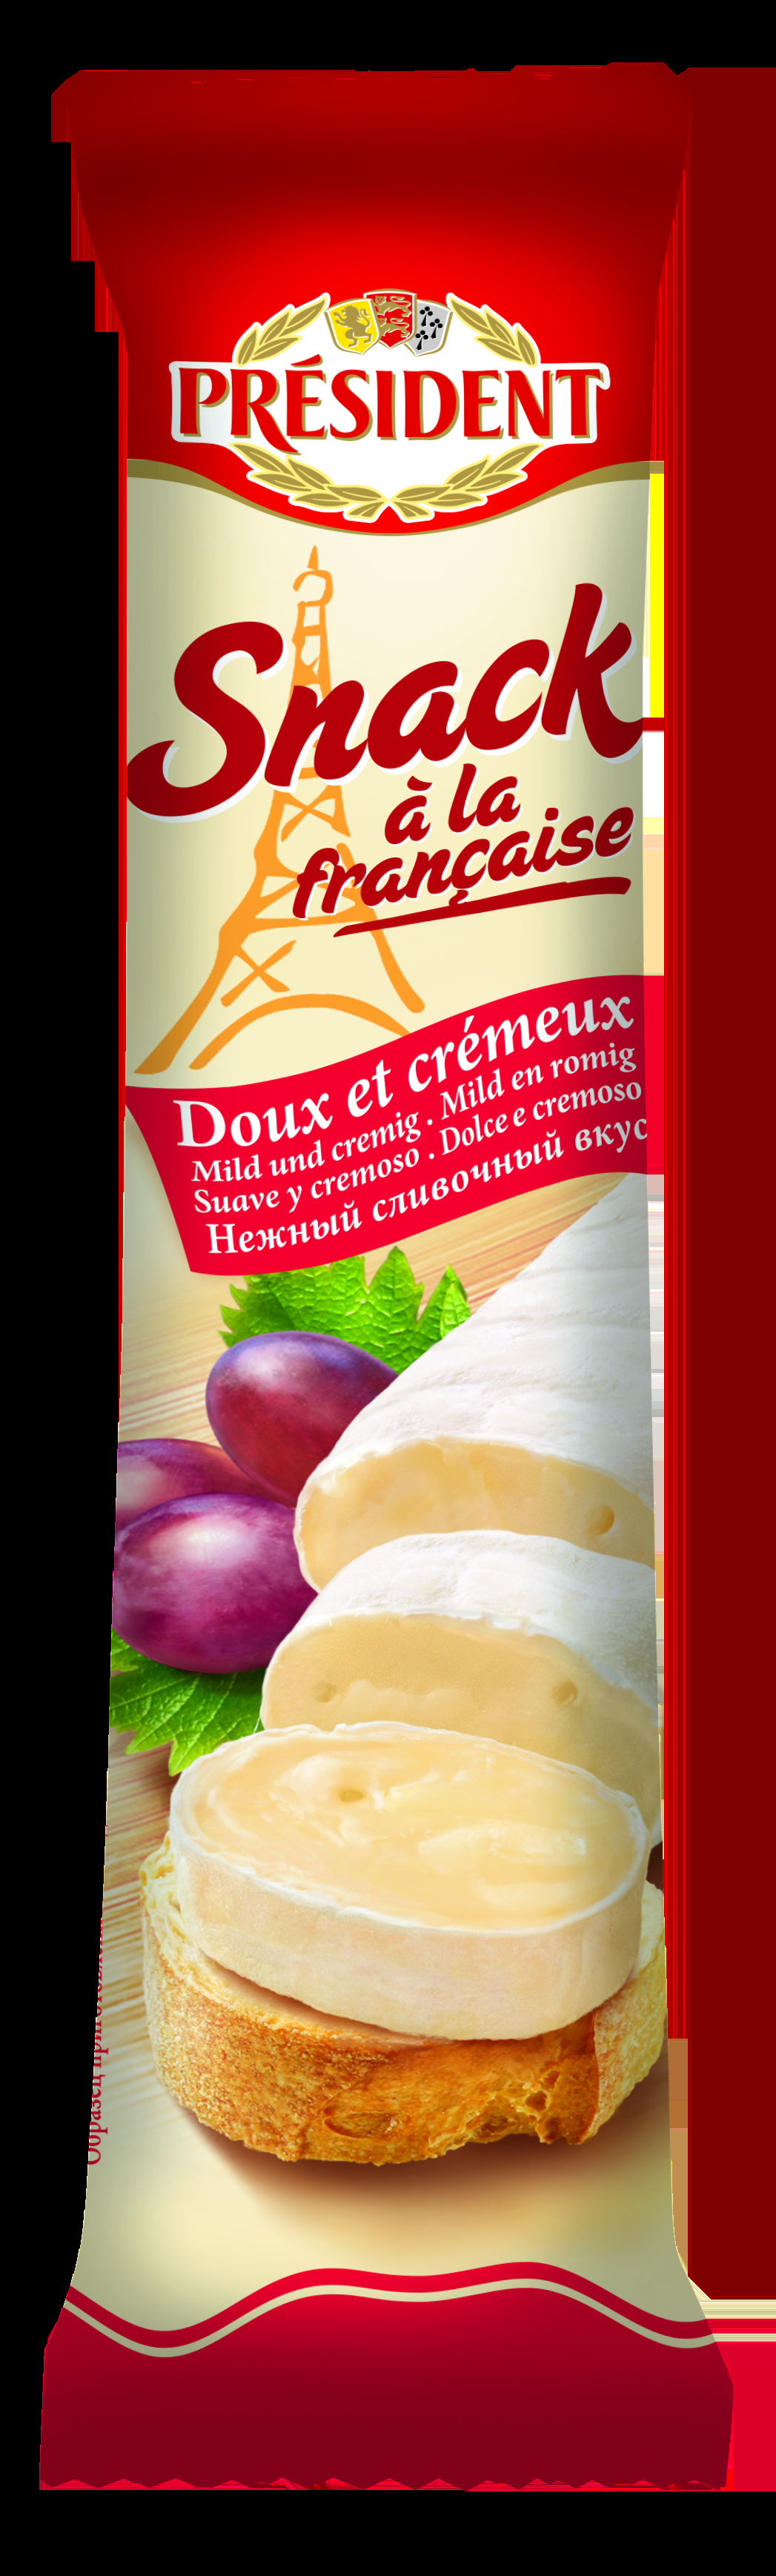 PRÉSIDENT
Snack
à la
française
Doux et crémeux
Mild und cremig . Mild en romig
Suave y cremoso . Dolce e cremoso
Нежный сливочный вкус
Образец